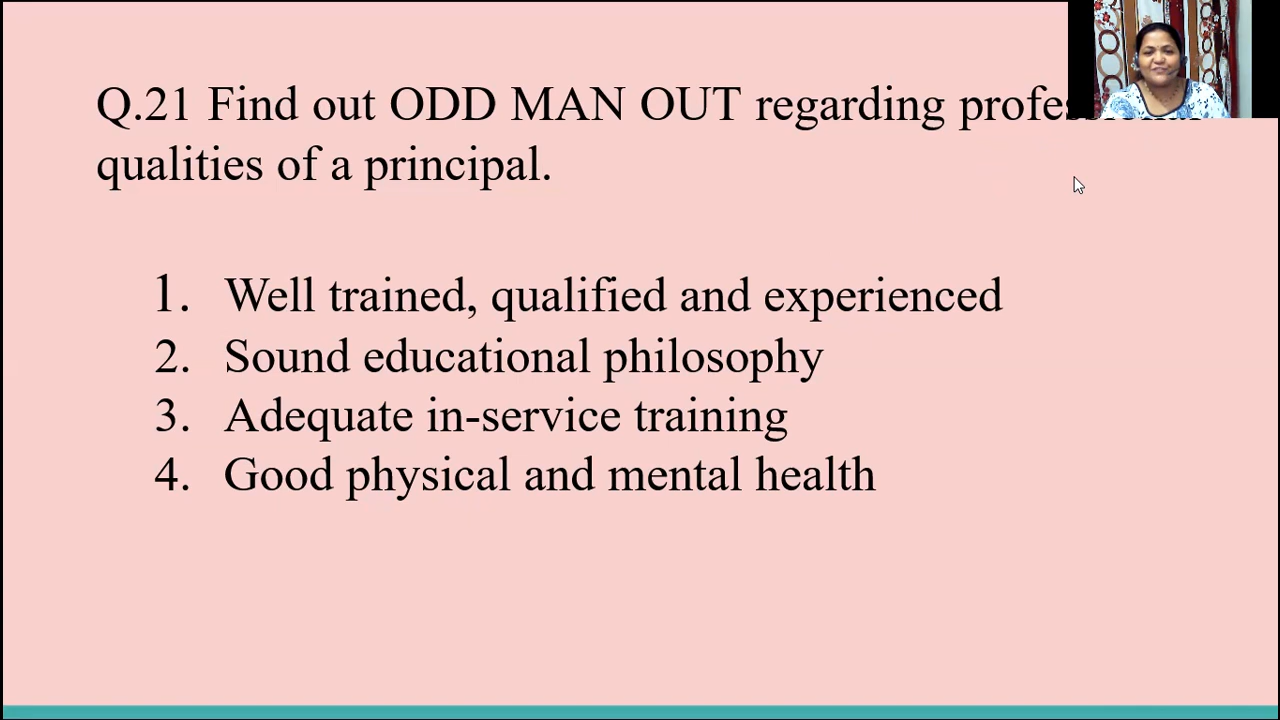 Q.21 Find out ODD MAN OUT regarding
qualities of a principal.
1. Well trained, qualified and experienced
2. Sound educational philosophy
3. Adequate in-service training
4. Good physical and mental health